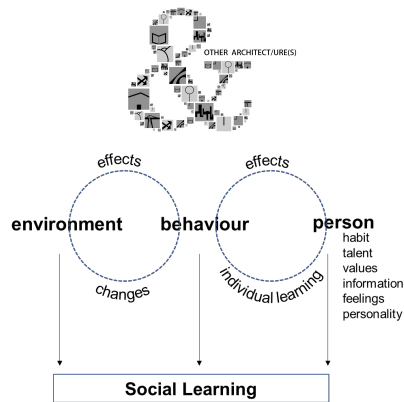 &
OTHER ARCHITECT/URE(S)
effects effects
environment behaviour person
habit
talent
values
information
feelings
personality
changes individual learning
Social Learning